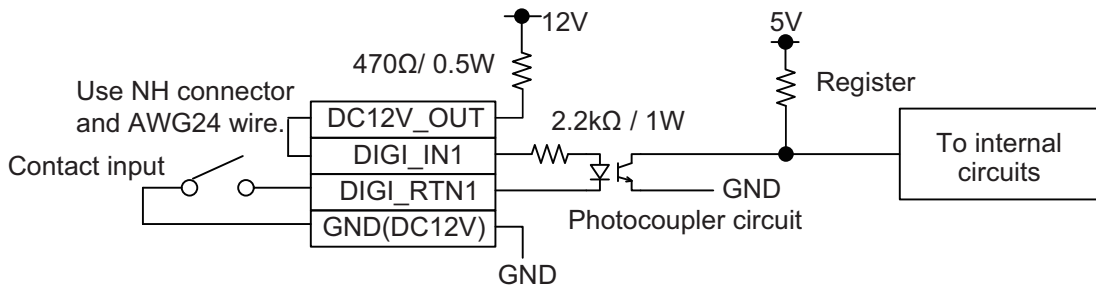 12V
5V
470Ω/ 0.5W
Register
Use NH connector
and AWG24 wire.
DC12V_OUT
2.2kΩ / 1W
DIGI_IN1
To internal
circuits
Contact input
DIGI_RTN1
GND
GND(DC12V)
Photocoupler circuit
GND